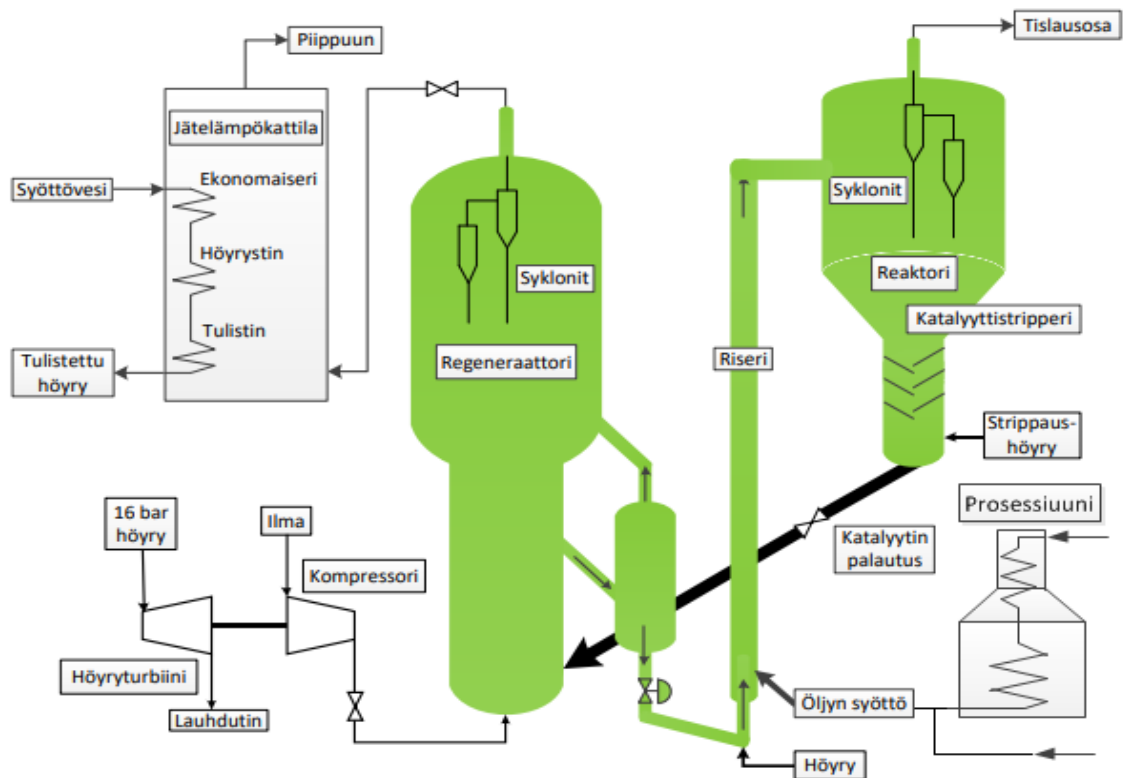 Piippuun
Tislausosa
Jätelämpökattila
Syöttövesi
Ekonomaiseri
Höyrystin
Tulistin
Tulistettu
höyry
Syklonit
Regeneraattori
Syklonit
Reaktori
Katalyyttistripperi
Riseri
Strippaus-
höyry
16 bar
höyry
Ilma
Kompressori
Höyryturbiini
Lauhdutin
Katalyytin
palautus
Prosessiuuni
Öljyn syöttö
Höyry